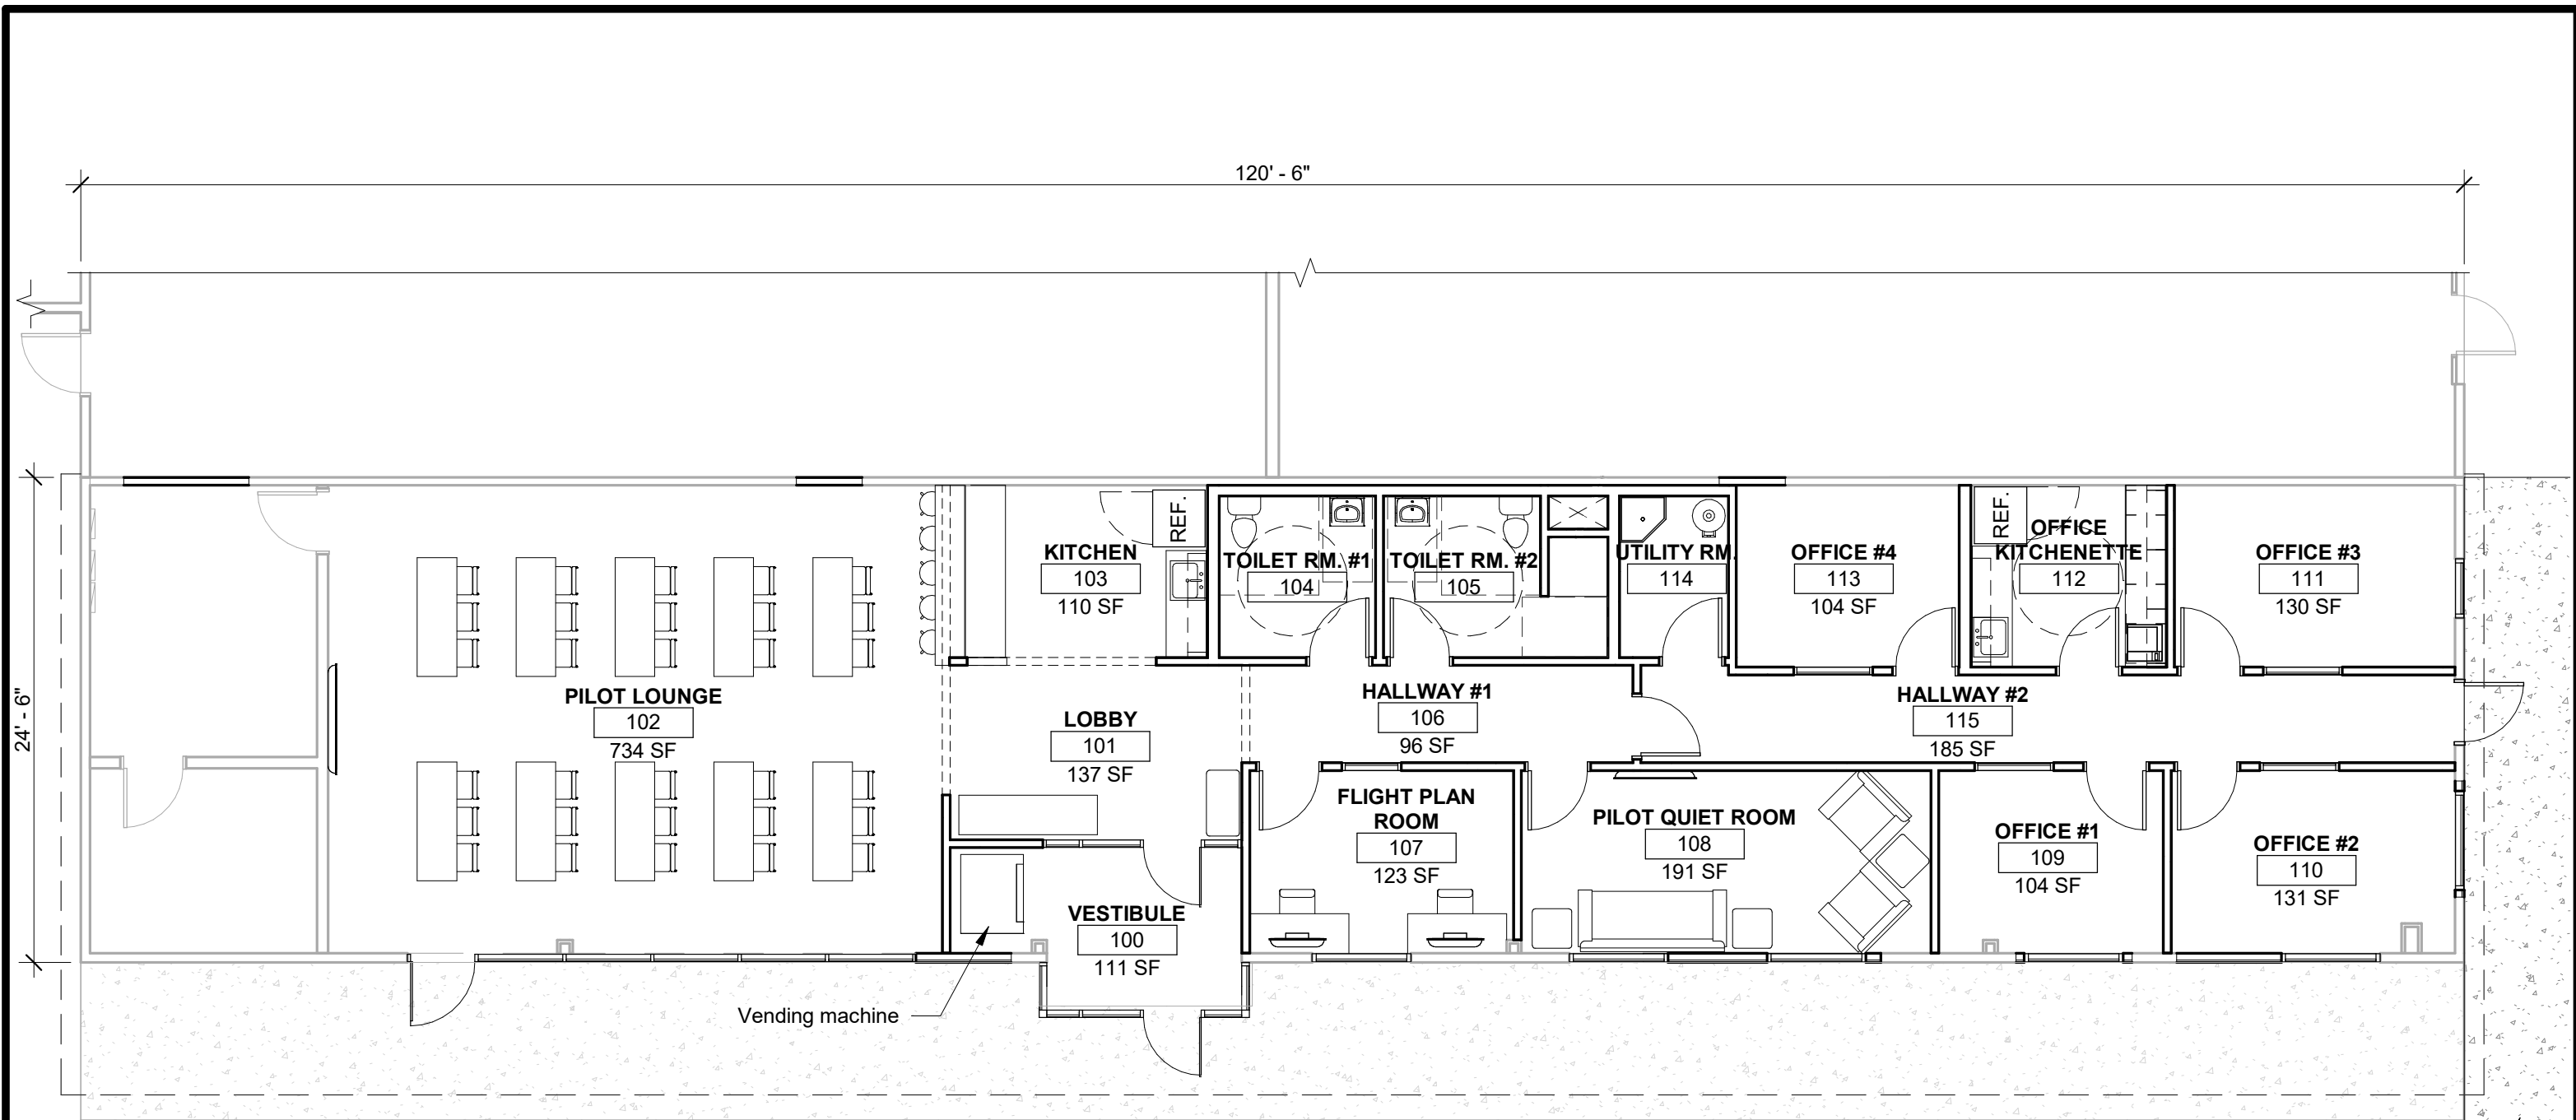 120' - 6"
24' - 6"
KITCHEN
103
110 SF
REF.
TOILET RM. #1
104
TOILET RM. #2
105
UTILITY RM.
114
OFFICE #4
113
104 SF
REF.
OFFICE
KITCHENETTE
112
OFFICE #3
111
130 SF
PILOT LOUNGE
102
734 SF
LOBBY
101
137 SF
HALLWAY #1
106
96 SF
HALLWAY #2
115
185 SF
FLIGHT PLAN
ROOM
107
123 SF
PILOT QUIET ROOM
108
191 SF
OFFICE #1
109
104 SF
OFFICE #2
110
131 SF
VESTIBULE
100
111 SF
Vending machine